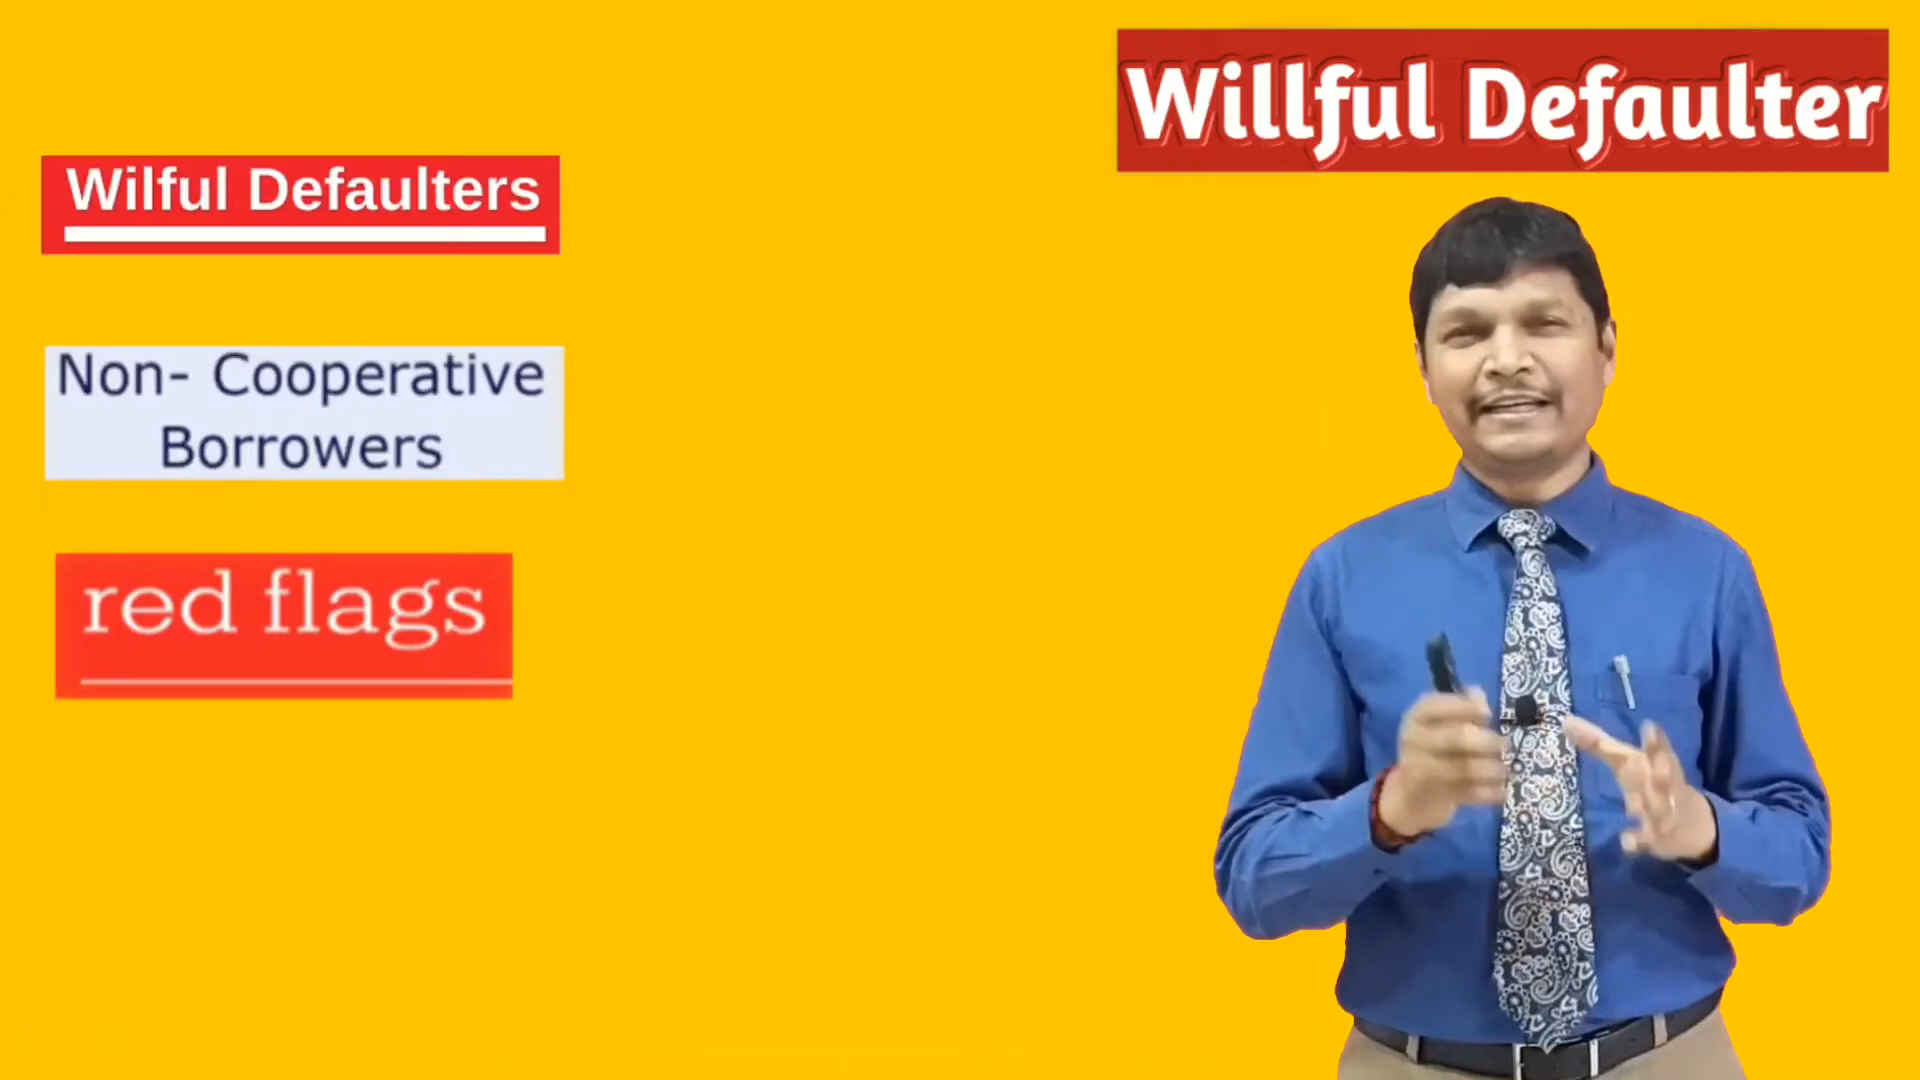 Willful Defaulter
Wilful Defaulters
Non- Cooperative
Borrowers
red flags